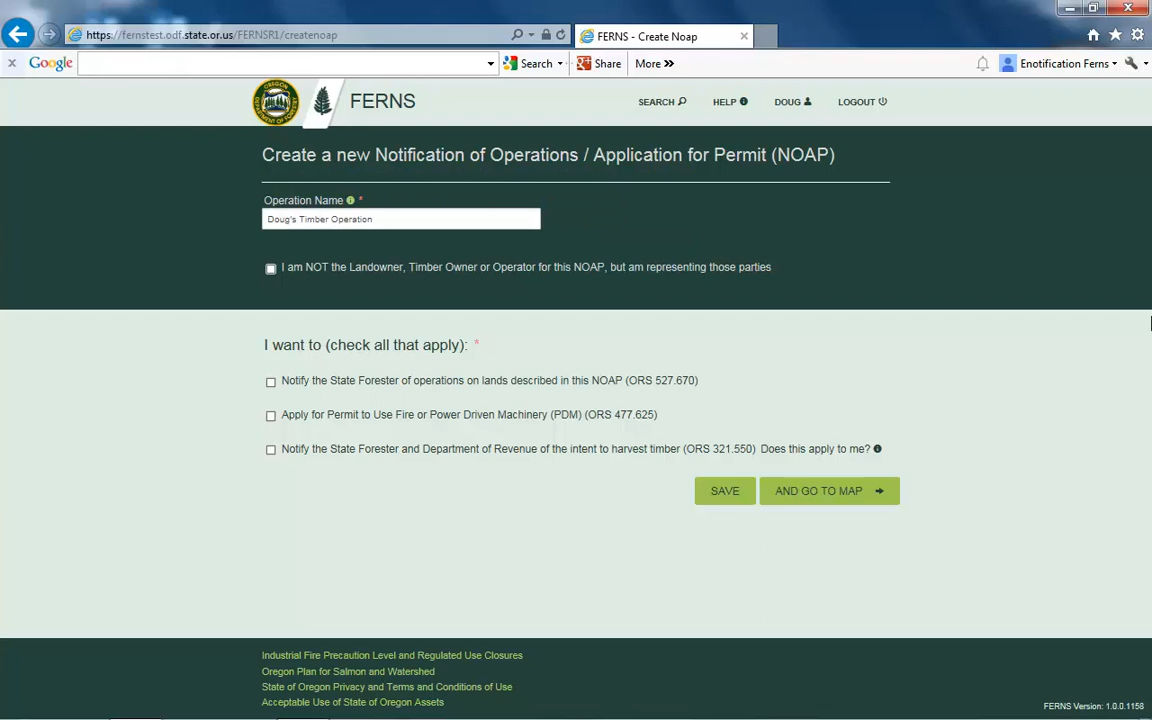 https://fernstest.odf.state.or.us/FERNSR1/createnoap
FERNS - Create Noap
Google
Search
Share
More »
Enotification Ferns
FERNS
SEARCH
HELP
DOUG
LOGOUT
Create a new Notification of Operations / Application for Permit (NOAP)
Operation Name *
Doug's Timber Operation
I am NOT the Landowner, Timber Owner or Operator for this NOAP, but am representing those parties
I want to (check all that apply): *
Notify the State Forester of operations on lands described in this NOAP (ORS 527.670)
Apply for Permit to Use Fire or Power Driven Machinery (PDM) (ORS 477.625)
Notify the State Forester and Department of Revenue of the intent to harvest timber (ORS 321.550) Does this apply to me?
SAVE
AND GO TO MAP
Industrial Fire Precaution Level and Regulated Use Closures
Oregon Plan for Salmon and Watershed
State of Oregon Privacy and Terms and Conditions of Use
Acceptable Use of State of Oregon Assets
FERNS Version: 1.0.0.1158